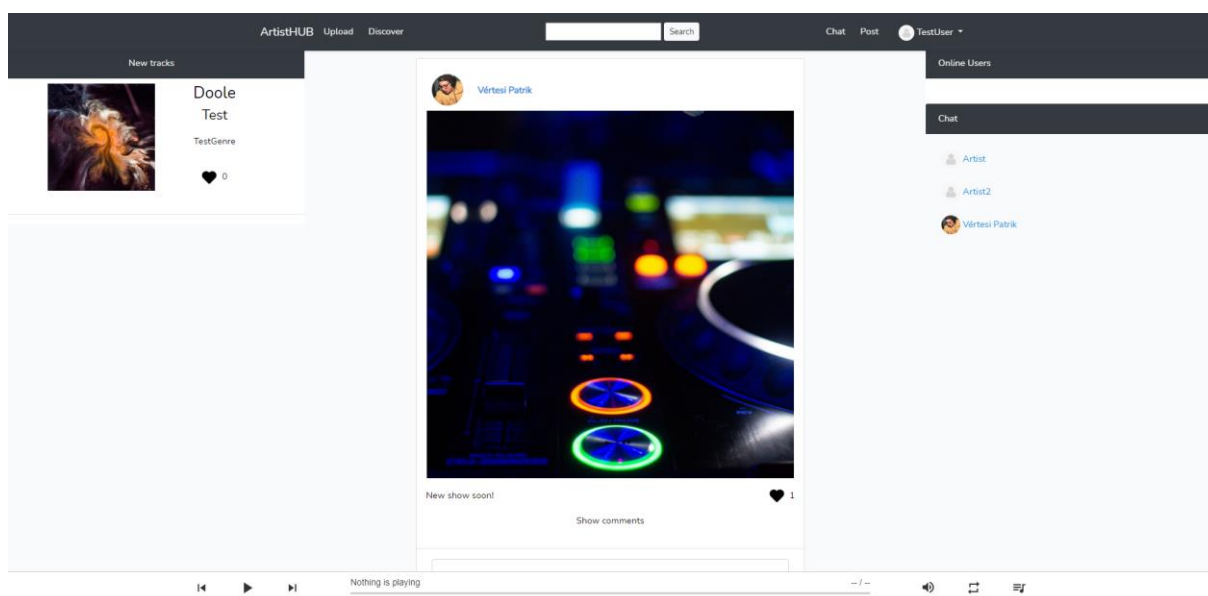 ArtistHUB Upload Discover Search Chat Post TestUser
New tracks
Doole
Test
TestGenre
0
Vértesi Patrik
New show soon! 1
Show comments
Online Users
Chat
Artist
Artist2
Vértesi Patrik
Nothing is playing -- / --